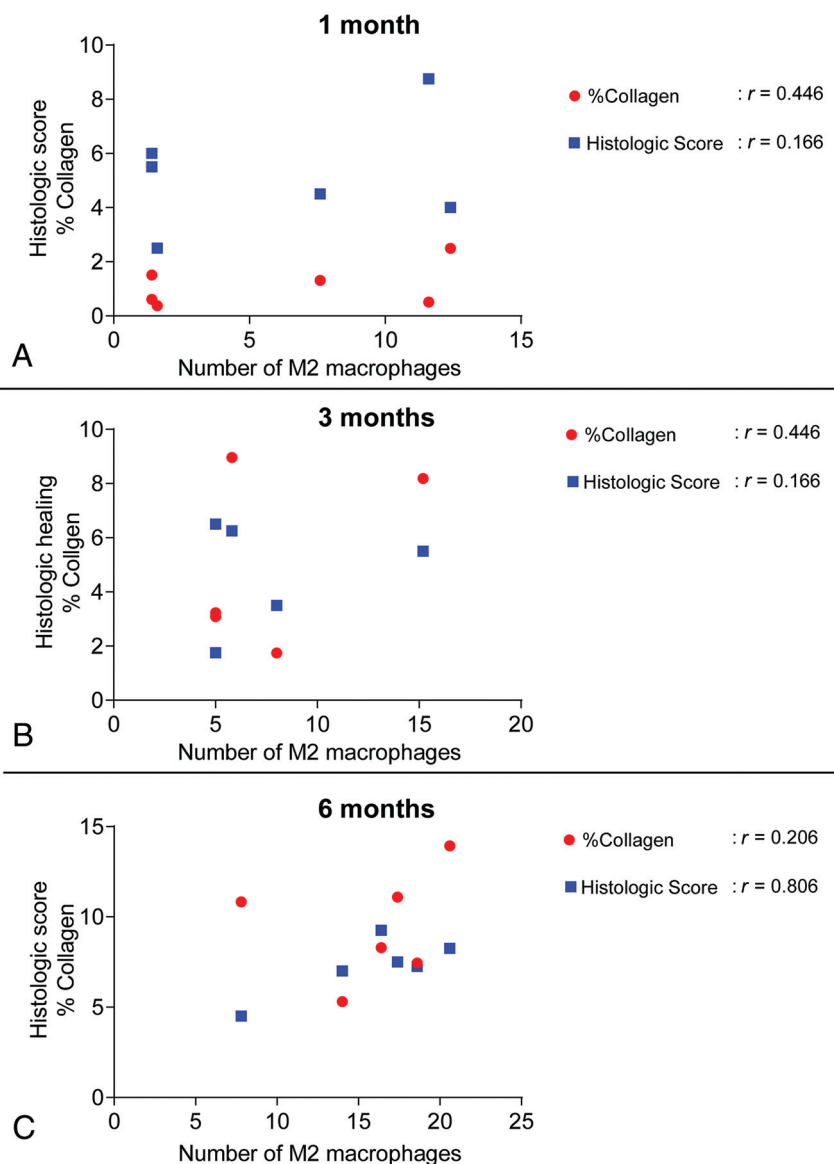 1 month
10
8
6
4
2
0
Histologic score
% Collagen
0 5 10 15
Number of M2 macrophages
%Collagen : r = 0.446
Histologic Score : r = 0.166
A
3 months
10
8
6
4
2
0
Histologic healing
% Collgen
0 5 10 15 20
Number of M2 macrophages
%Collagen : r = 0.446
Histologic Score : r = 0.166
B
6 months
15
10
5
0
Histologic score
% Collagen
0 5 10 15 20 25
Number of M2 macrophages
%Collagen : r = 0.206
Histologic Score : r = 0.806
C